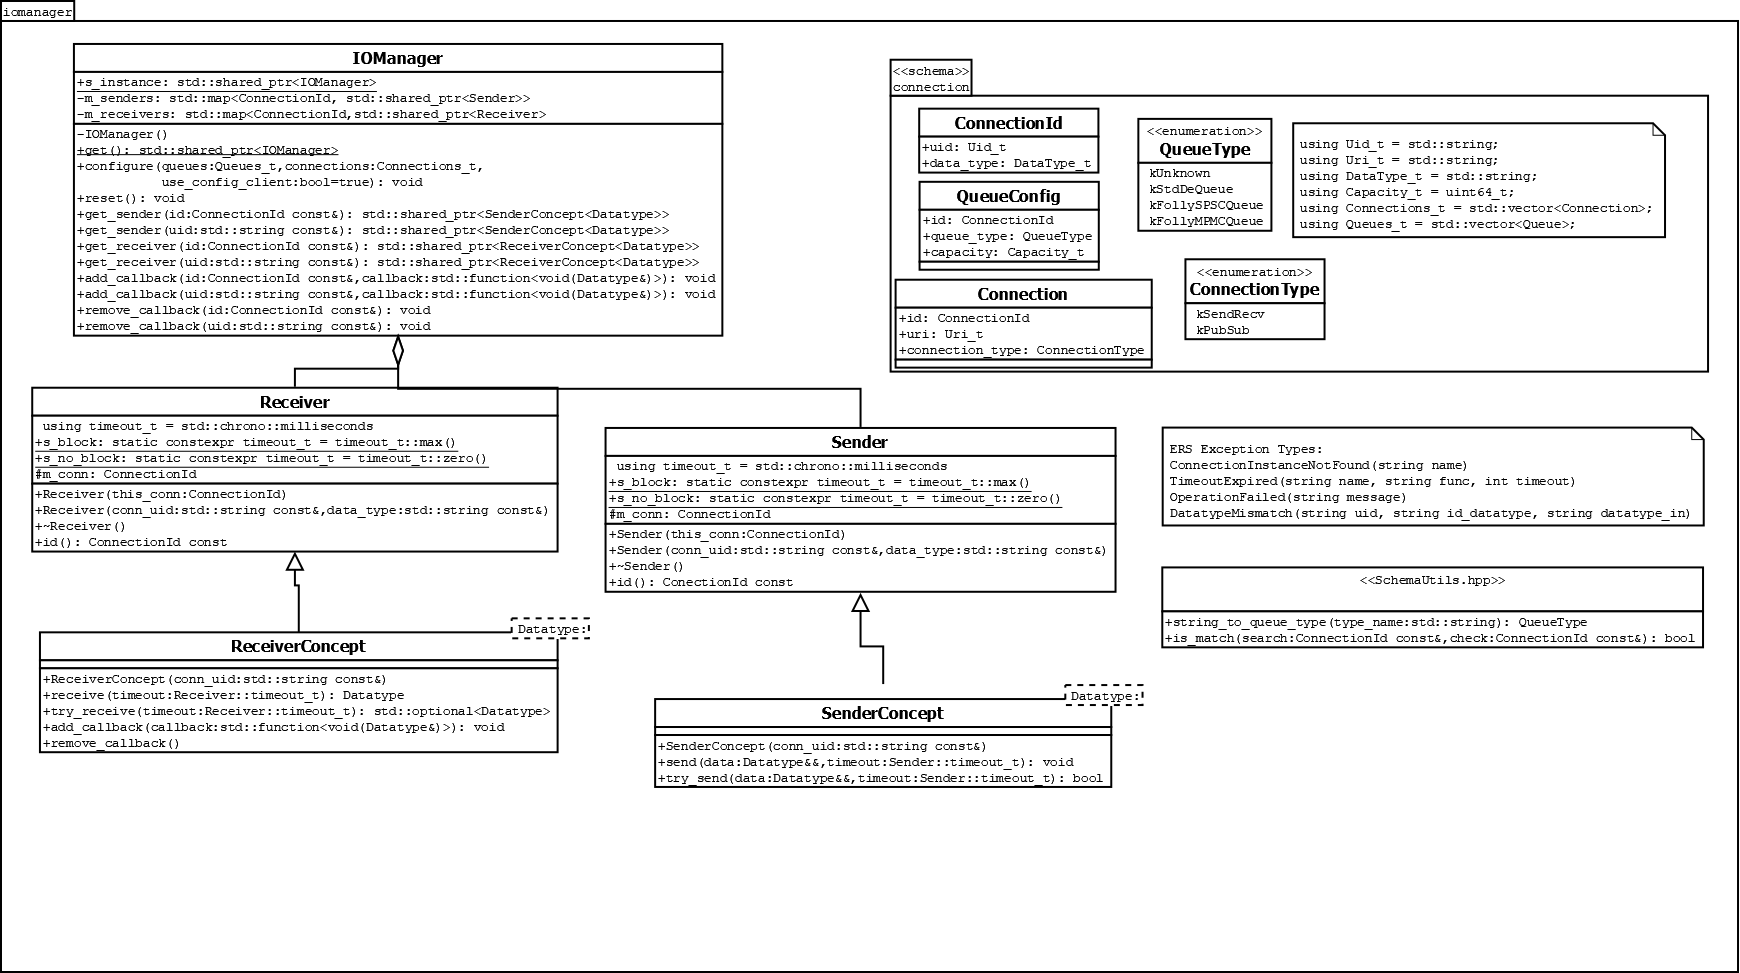 iomanager
IOManager
+s_instance: std::shared_ptr<IOManager>
-m_senders: std::map<ConnectionId, std::shared_ptr<Sender>>
-m_receivers: std::map<ConnectionId,std::shared_ptr<Receiver>
-IOManager()
+get(): std::shared_ptr<IOManager>
+configure(queues:Queues_t,connections:Connections_t,
use_config_client:bool=true): void
+reset(): void
+get_sender(id:ConnectionId const&): std::shared_ptr<SenderConcept<Datatype>>
+get_sender(uid:std::string const&): std::shared_ptr<SenderConcept<Datatype>>
+get_receiver(id:ConnectionId const&): std::shared_ptr<ReceiverConcept<Datatype>>
+get_receiver(uid:std::string const&): std::shared_ptr<ReceiverConcept<Datatype>>
+add_callback(id:ConnectionId const&,callback:std::function<void(Datatype&)>): void
+add_callback(uid:std::string const&,callback:std::function<void(Datatype&)>): void
+remove_callback(id:ConnectionId const&): void
+remove_callback(uid:std::string const&): void
<<schema>>
connection
ConnectionId
+uid: Uid_t
+data_type: DataType_t
QueueConfig
+id: ConnectionId
+queue_type: QueueType
+capacity: Capacity_t
Connection
+id: ConnectionId
+uri: Uri_t
+connection_type: ConnectionType
<<enumeration>>
QueueType
kUnknown
kStdDeQueue
kFollySPSCQueue
kFollyMPMCQueue
<<enumeration>>
ConnectionType
kSendRecv
kPubSub
using Uid_t = std::string;
using Uri_t = std::string;
using DataType_t = std::string;
using Capacity_t = uint64_t;
using Connections_t = std::vector<Connection>;
using Queues_t = std::vector<Queue>;
Receiver
using timeout_t = std::chrono::milliseconds
+s_block: static constexpr timeout_t = timeout_t::max()
+s_no_block: static constexpr timeout_t = timeout_t::zero()
#m_conn: ConnectionId
+Receiver(this_conn:ConnectionId)
+Receiver(conn_uid:std::string const&,data_type:std::string const&)
+~Receiver()
+id(): ConnectionId const
Sender
using timeout_t = std::chrono::milliseconds
+s_block: static constexpr timeout_t = timeout_t::max()
+s_no_block: static constexpr timeout_t = timeout_t::zero()
#m_conn: ConnectionId
+Sender(this_conn:ConnectionId)
+Sender(conn_uid:std::string const&,data_type:std::string const&)
+~Sender()
+id(): ConectionId const
ERS Exception Types:
ConnectionInstanceNotFound(string name)
TimeoutExpired(string name, string func, int timeout)
OperationFailed(string message)
DatatypeMismatch(string uid, string id_datatype, string datatype_in)
<<SchemaUtils.hpp>>
+string_to_queue_type(type_name:std::string): QueueType
+is_match(search:ConnectionId const&,check:ConnectionId const&): bool
Datatype:
ReceiverConcept
+ReceiverConcept(conn_uid:std::string const&)
+receive(timeout:Receiver::timeout_t): Datatype
+try_receive(timeout:Receiver::timeout_t): std::optional<Datatype>
+add_callback(callback:std::function<void(Datatype&)>): void
+remove_callback()
Datatype:
SenderConcept
+SenderConcept(conn_uid:std::string const&)
+send(data:Datatype&&,timeout:Sender::timeout_t): void
+try_send(data:Datatype&&,timeout:Sender::timeout_t): bool